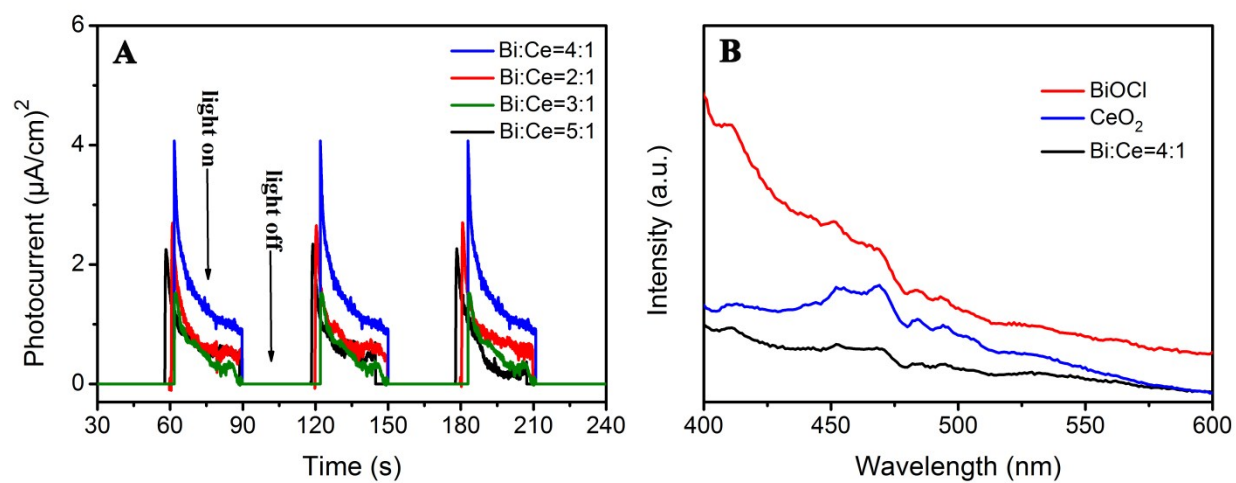 A
Bi:Ce=4:1
Bi:Ce=2:1
Bi:Ce=3:1
Bi:Ce=5:1
light on
light off
Photocurrent (μA/cm)²
6
4
2
0
30 60 90 120 150 180 210 240
Time (s)
B
BiOCl
CeO₂
Bi:Ce=4:1
Intensity (a.u.)
400 450 500 550 600
Wavelength (nm)